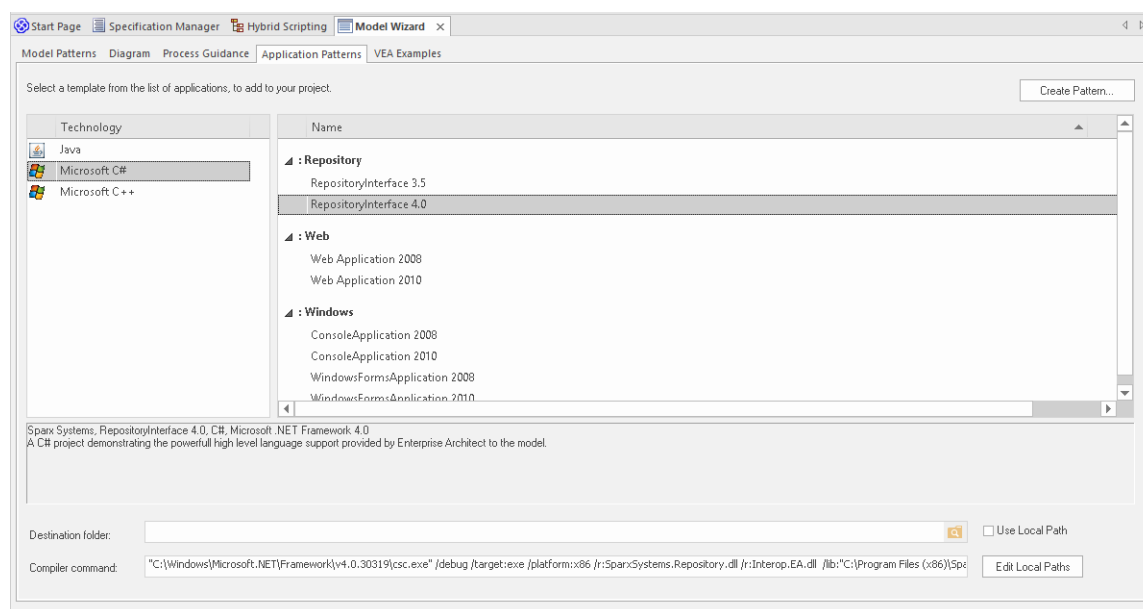 Start Page Specification Manager Hybrid Scripting Model Wizard ×
Model Patterns Diagram Process Guidance Application Patterns VEA Examples
Select a template from the list of applications, to add to your project.
Create Pattern...
Technology
Java
Microsoft C#
Microsoft C++
Name
: Repository
RepositoryInterface 3.5
RepositoryInterface 4.0
: Web
Web Application 2008
Web Application 2010
: Windows
ConsoleApplication 2008
ConsoleApplication 2010
WindowsFormsApplication 2008
WindowsFormsApplication 2010
Sparx Systems, RepositoryInterface 4.0, C#, Microsoft .NET Framework 4.0
A C# project demonstrating the powerfull high level language support provided by Enterprise Architect to the model.
Destination folder:
Use Local Path
Compiler command: "C:\Windows\Microsoft.NET\Framework\v4.0.30319\csc.exe" /debug /target:exe /platform:x86 /r:SparxSystems.Repository.dll /r:Interop.EA.dll /lib:"C:\Program Files (x86)\Spa
Edit Local Paths